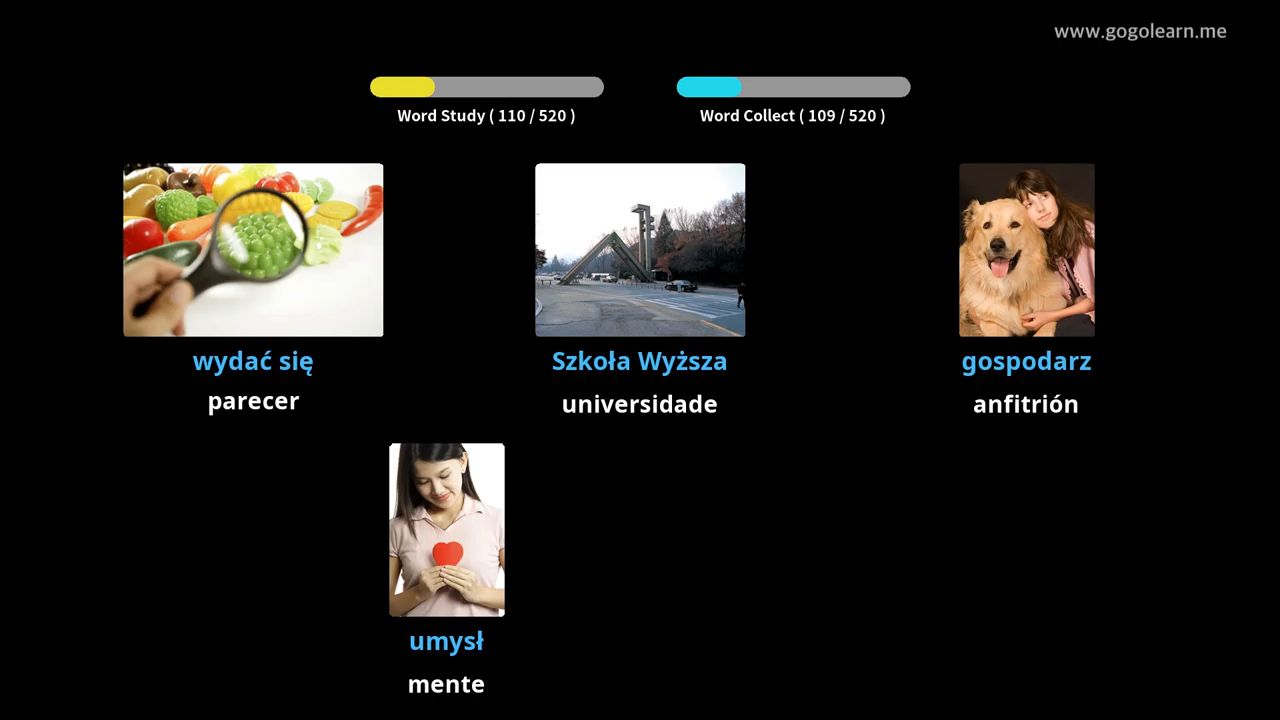 www.gogolearn.me
Word Study ( 110 / 520 )
Word Collect ( 109 / 520 )
wydać się
parecer
Szkoła Wyższa
universidade
gospodarz
anfitrión
umysł
mente